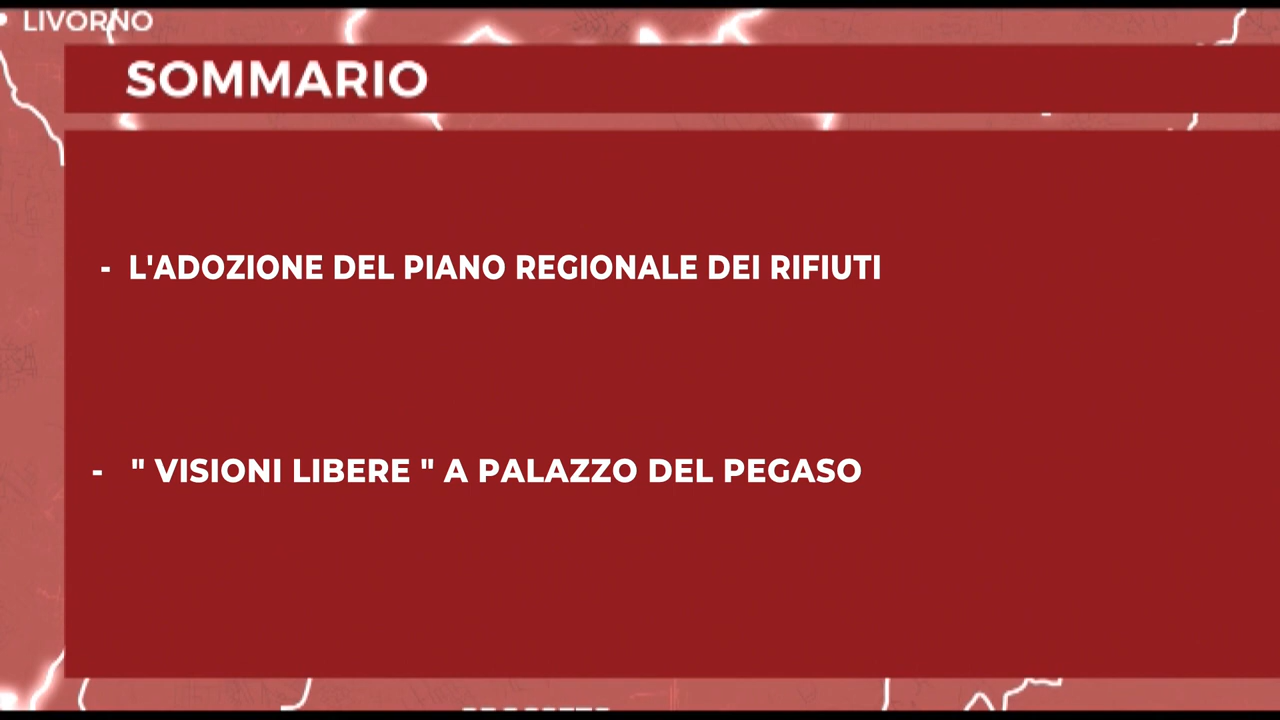 LIVORNO
SOMMARIO
- L'ADOZIONE DEL PIANO REGIONALE DEI RIFIUTI
- " VISIONI LIBERE " A PALAZZO DEL PEGASO